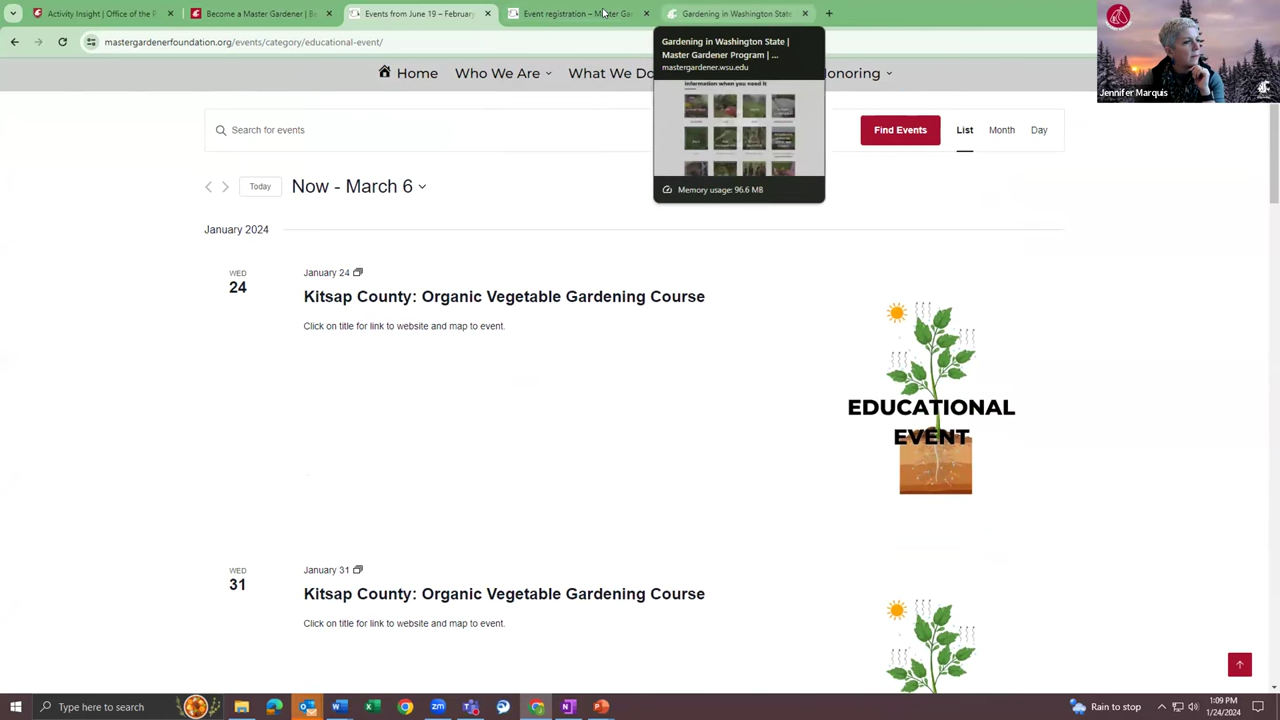 Activity Insight | Office of the P
Become a Master Gardener | B
Events from June 19 – February
Event registration – Master Ga
Gardening in Washington State
mastergardenerfoundation.org/events/category/educational-event/
Gardening in Washington State |
Master Gardener Program | ...
mastergardener.wsu.edu
information when you need it
Memory usage: 96.6 MB
Home
Who We Are
What We Do
onoring
Jennifer Marquis
Search for events
Find Events
List
Month
Day
Today
Now - March 6
January 2024
WED
24
January 24
Kitsap County: Organic Vegetable Gardening Course
Click on title for link to website and map to event.
EDUCATIONAL
EVENT
WED
31
January 31
Kitsap County: Organic Vegetable Gardening Course
Click on title for link to website and map to event.
Type here to search
Rain to stop
1:09 PM
1/24/2024